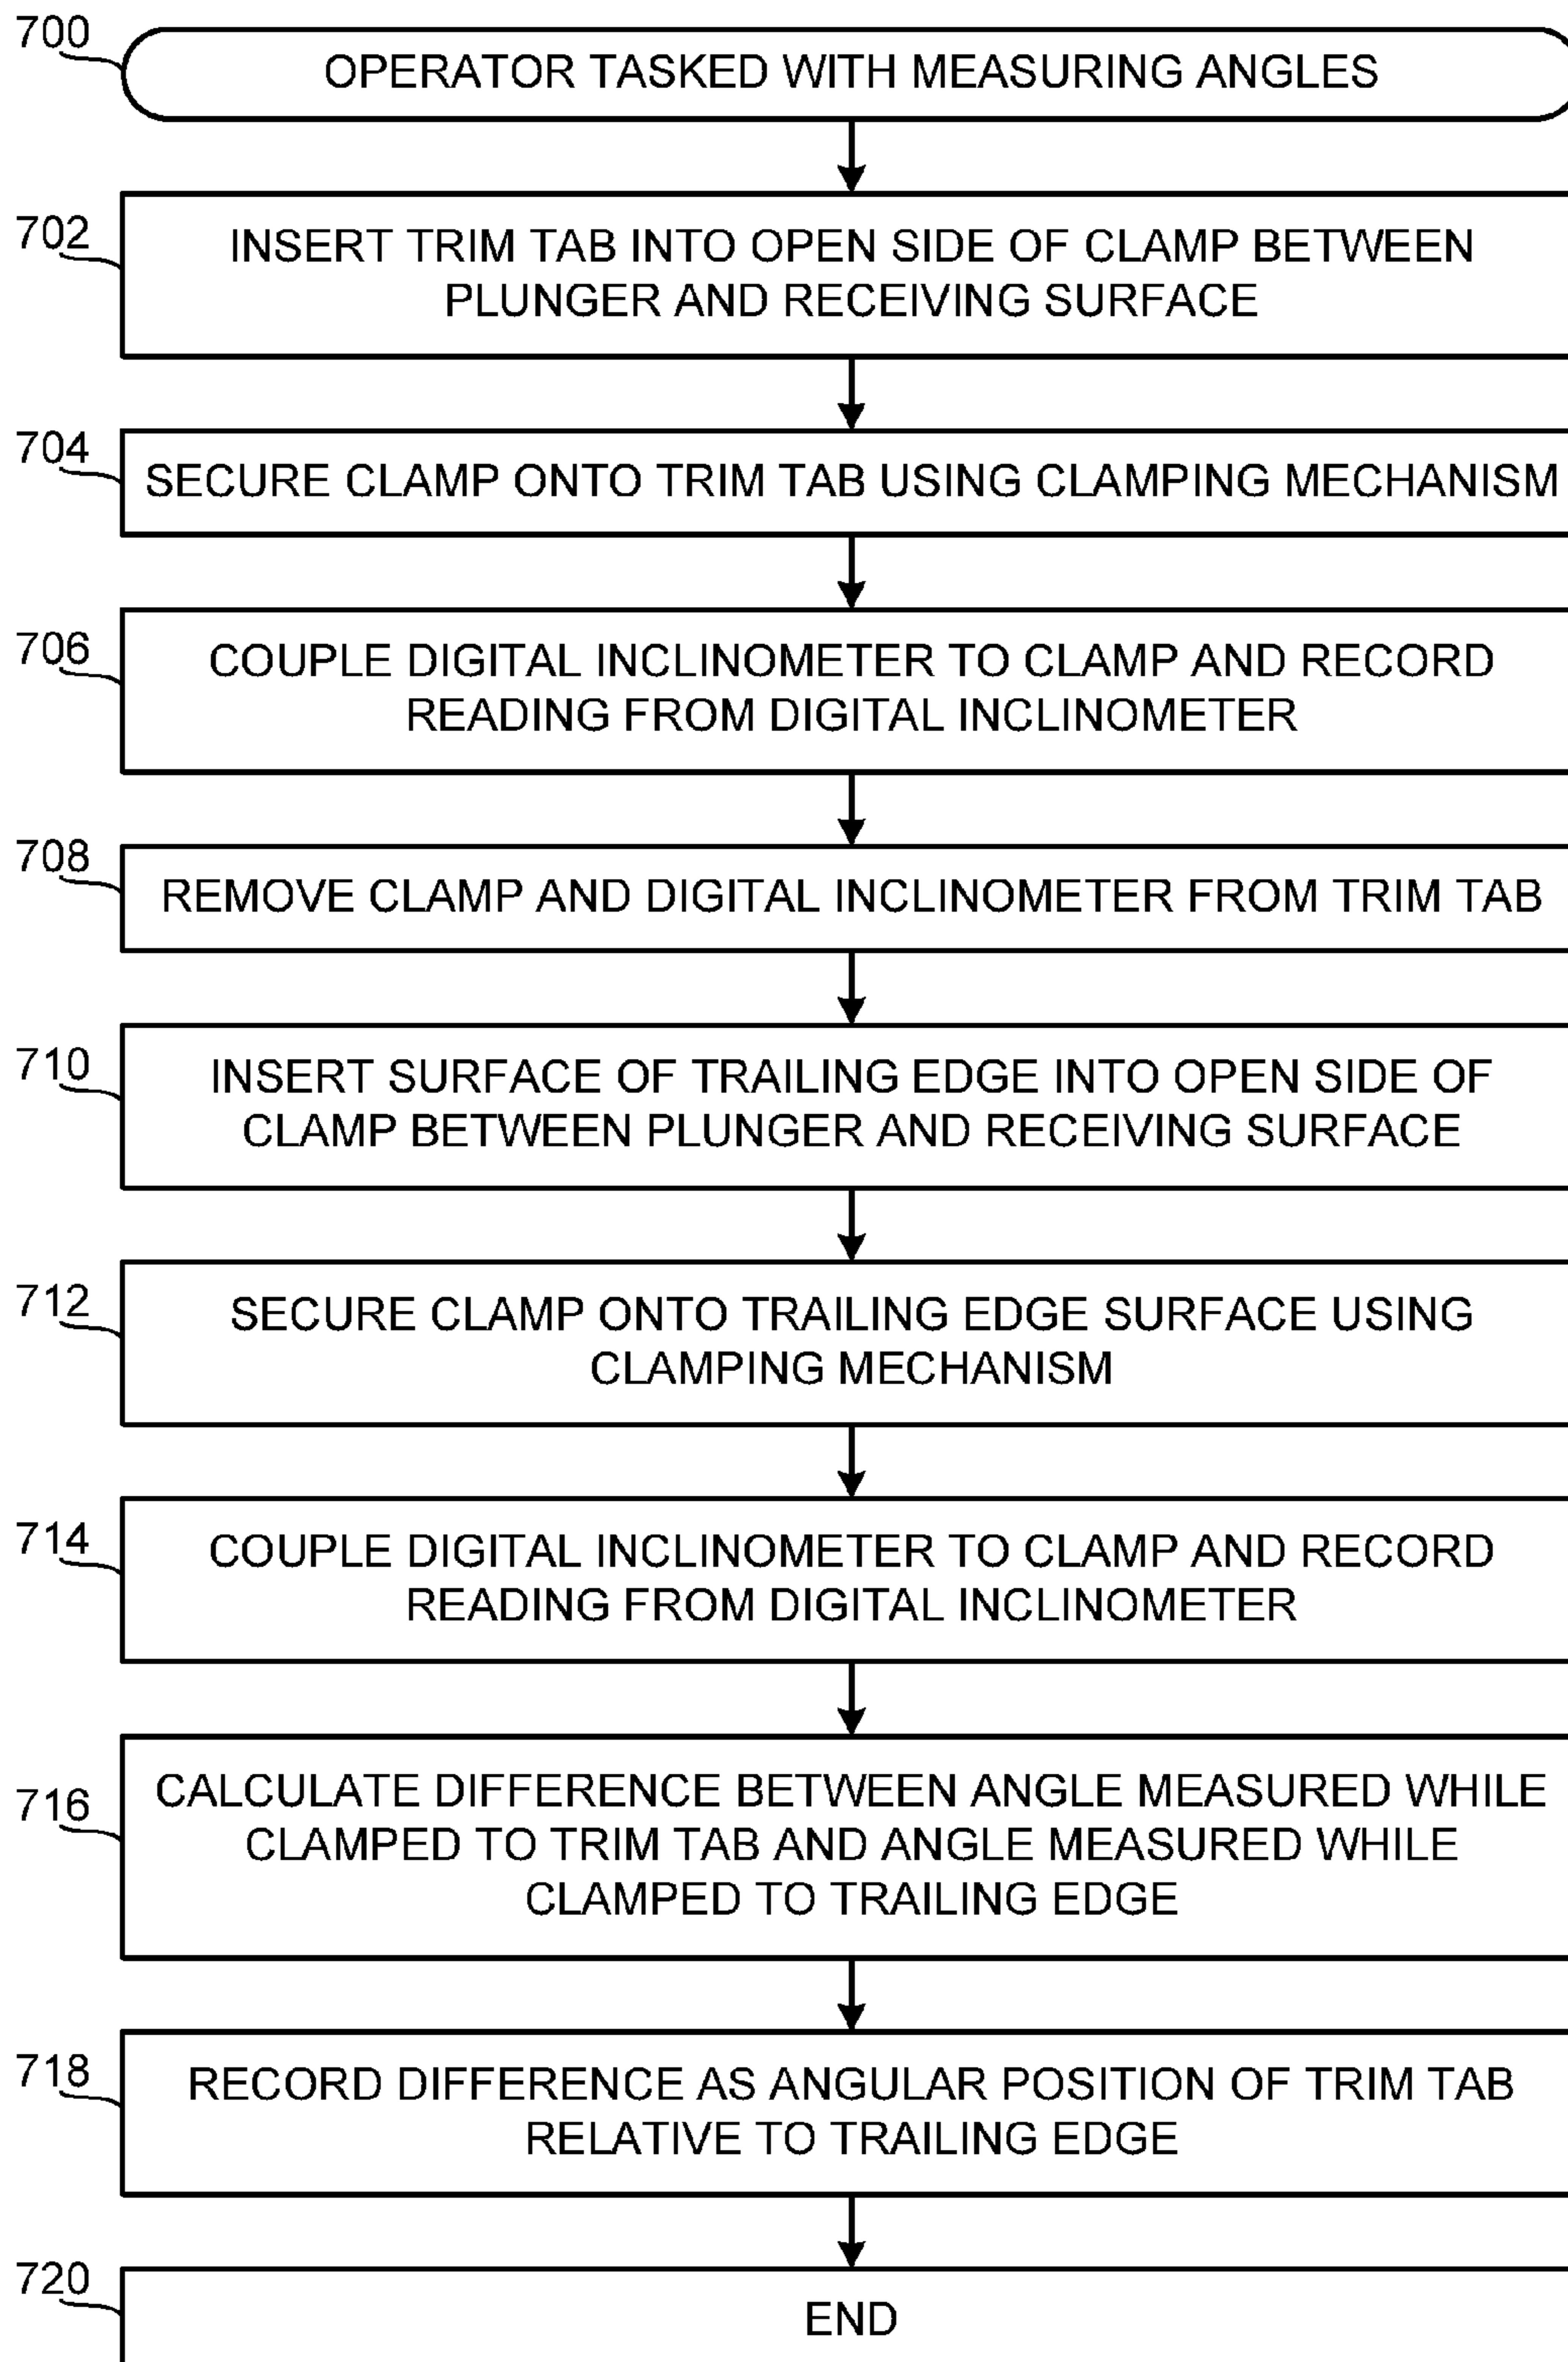 700
OPERATOR TASKED WITH MEASURING ANGLES
702
INSERT TRIM TAB INTO OPEN SIDE OF CLAMP BETWEEN
PLUNGER AND RECEIVING SURFACE
704
SECURE CLAMP ONTO TRIM TAB USING CLAMPING MECHANISM
706
COUPLE DIGITAL INCLINOMETER TO CLAMP AND RECORD
READING FROM DIGITAL INCLINOMETER
708
REMOVE CLAMP AND DIGITAL INCLINOMETER FROM TRIM TAB
710
INSERT SURFACE OF TRAILING EDGE INTO OPEN SIDE OF
CLAMP BETWEEN PLUNGER AND RECEIVING SURFACE
712
SECURE CLAMP ONTO TRAILING EDGE SURFACE USING
CLAMPING MECHANISM
714
COUPLE DIGITAL INCLINOMETER TO CLAMP AND RECORD
READING FROM DIGITAL INCLINOMETER
716
CALCULATE DIFFERENCE BETWEEN ANGLE MEASURED WHILE
CLAMPED TO TRIM TAB AND ANGLE MEASURED WHILE
CLAMPED TO TRAILING EDGE
718
RECORD DIFFERENCE AS ANGULAR POSITION OF TRIM TAB
RELATIVE TO TRAILING EDGE
720
END